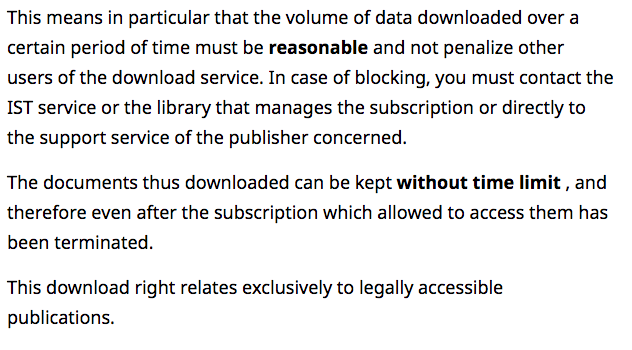 This means in particular that the volume of data downloaded over a
certain period of time must be reasonable and not penalize other
users of the download service. In case of blocking, you must contact the
IST service or the library that manages the subscription or directly to
the support service of the publisher concerned.
The documents thus downloaded can be kept without time limit , and
therefore even after the subscription which allowed to access them has
been terminated.
This download right relates exclusively to legally accessible
publications.